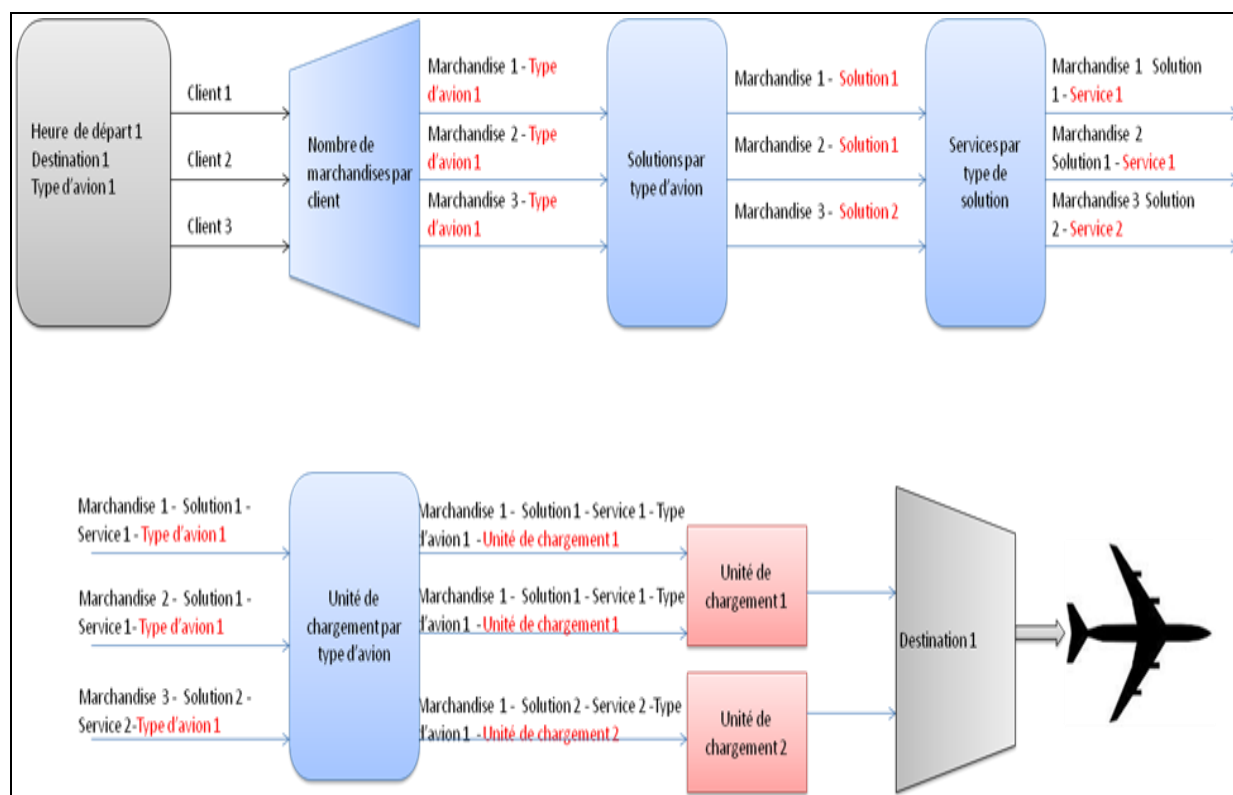 Heure de départ 1
Destination 1
Type d'avion 1
Client 1
Client 2
Client 3
Nombre de
marchandises par
client
Marchandise 1 - Type
d'avion 1
Marchandise 2 - Type
d'avion 1
Marchandise 3 - Type
d'avion 1
Solutions par
type d'avion
Marchandise 1 - Solution 1
Marchandise 2 - Solution 1
Marchandise 3 - Solution 2
Services par
type de
solution
Marchandise 1 Solution
1 - Service 1
Marchandise 2
Solution 1 - Service 1
Marchandise 3 Solution
2 - Service 2
Marchandise 1 - Solution 1 -
Service 1 - Type d'avion 1
Marchandise 2 - Solution 1 -
Service 1- Type d'avion 1
Marchandise 3 - Solution 2 -
Service 2-Type d'avion 1
Unité de
chargement par
type d'avion
Marchandise 1 - Solution 1 - Service 1 - Type
d'avion 1 - Unité de chargement 1
Marchandise 1 - Solution 1 - Service 1 - Type
d'avion 1 - Unité de chargement 1
Marchandise 1 - Solution 2 - Service 2 -Type
d'avion 1 - Unité de chargement 2
Unité de
chargement 1
Unité de
chargement 2
Destination 1